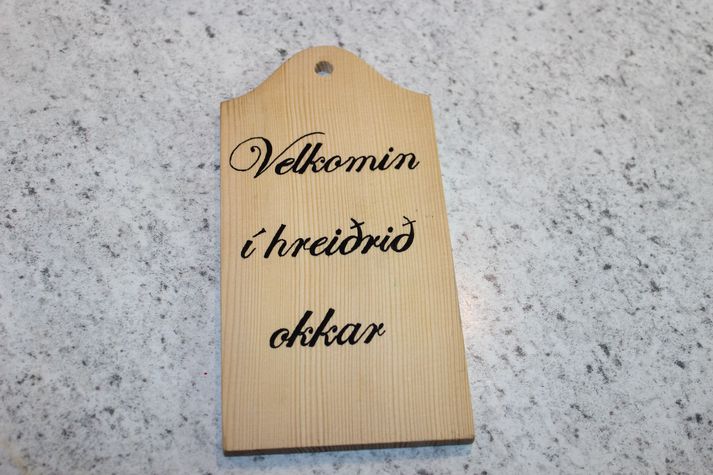 Velkomin
í hreiðrið
okkar